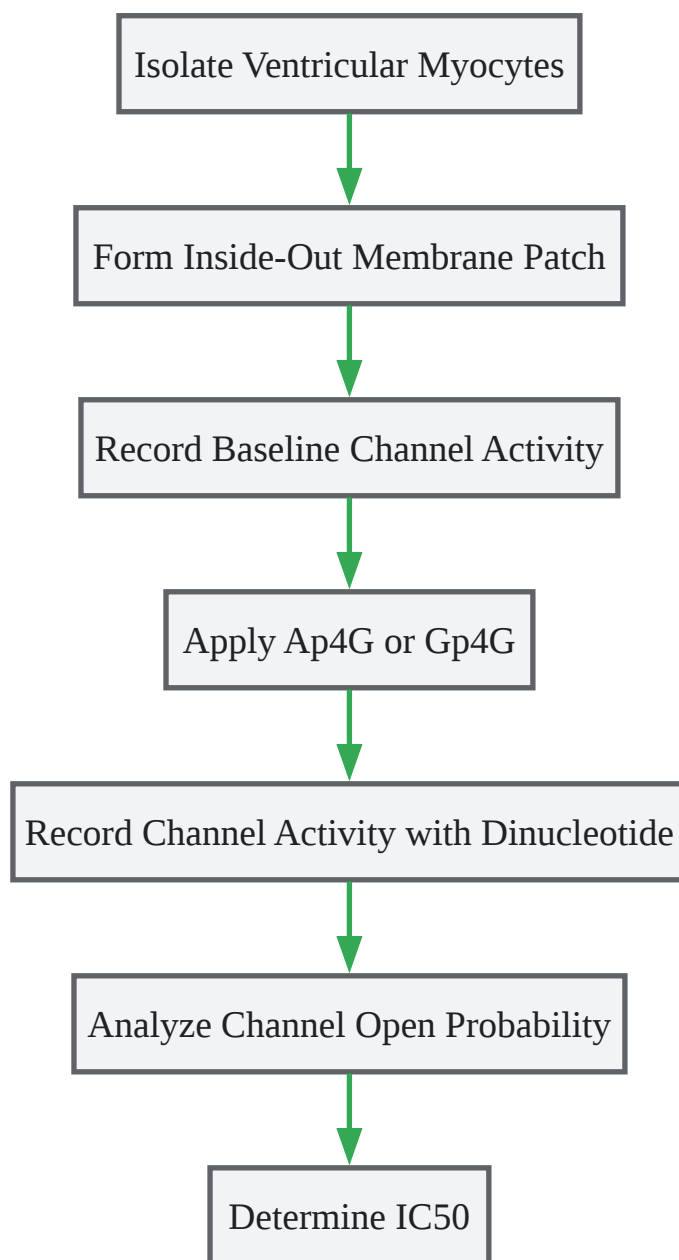 Isolate Ventricular Myocytes
Form Inside-Out Membrane Patch
Record Baseline Channel Activity
Apply Ap4G or Gp4G
Record Channel Activity with Dinucleotide
Analyze Channel Open Probability
Determine IC50